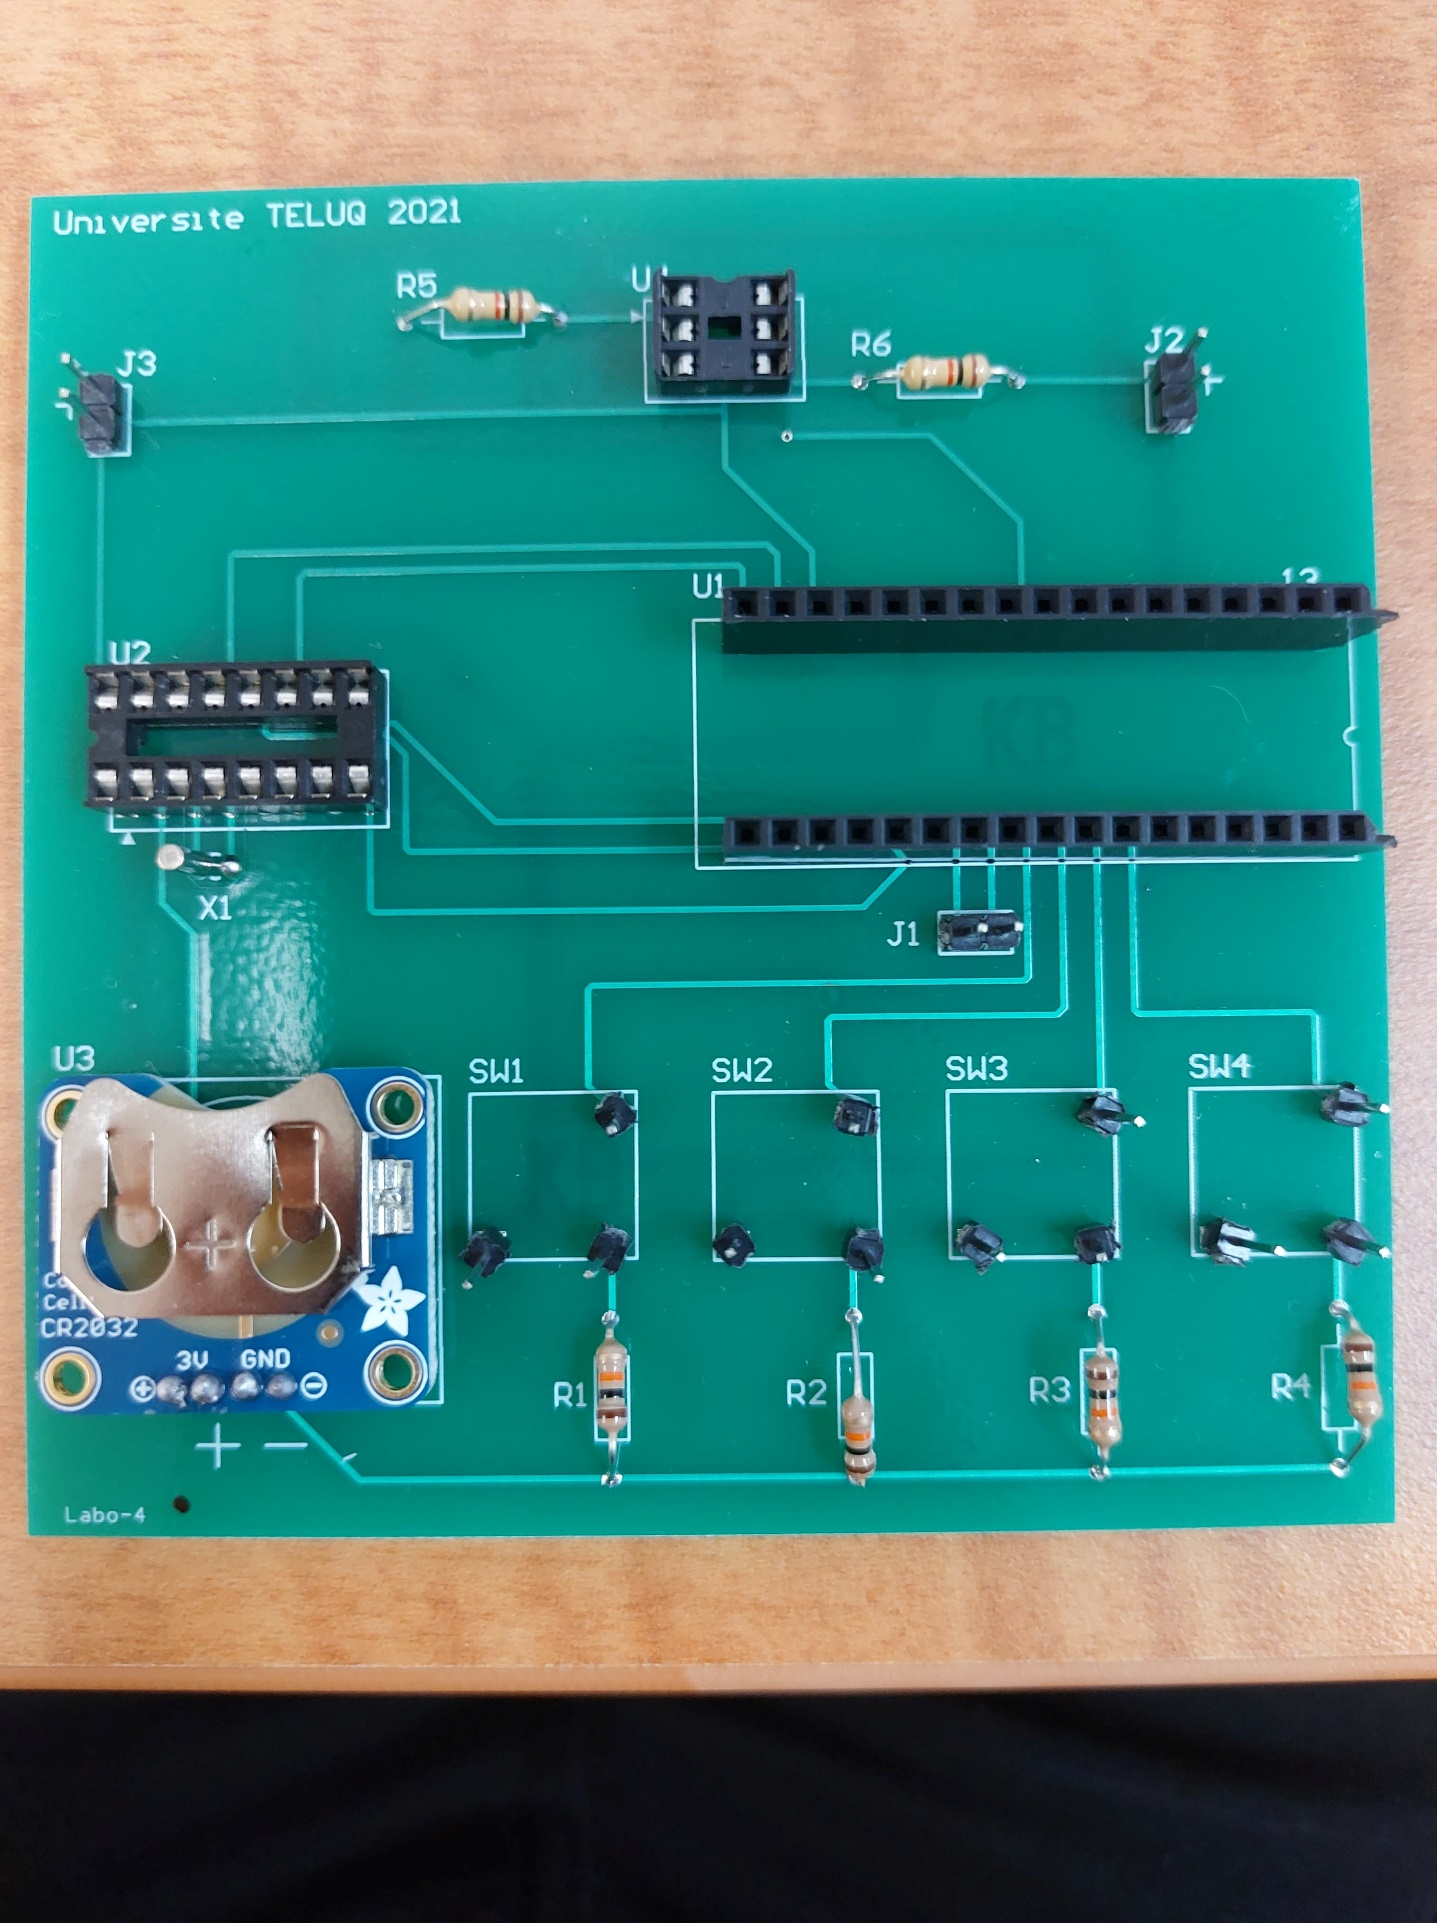 Universite TELUQ 2021
R5
R6
J3
J2
U1
13
U2
X1
J1
U3
SW1
SW2
SW3
SW4
+
CR2032
3V GND
+ −
R1
R2
R3
R4
+ −
Labo-4